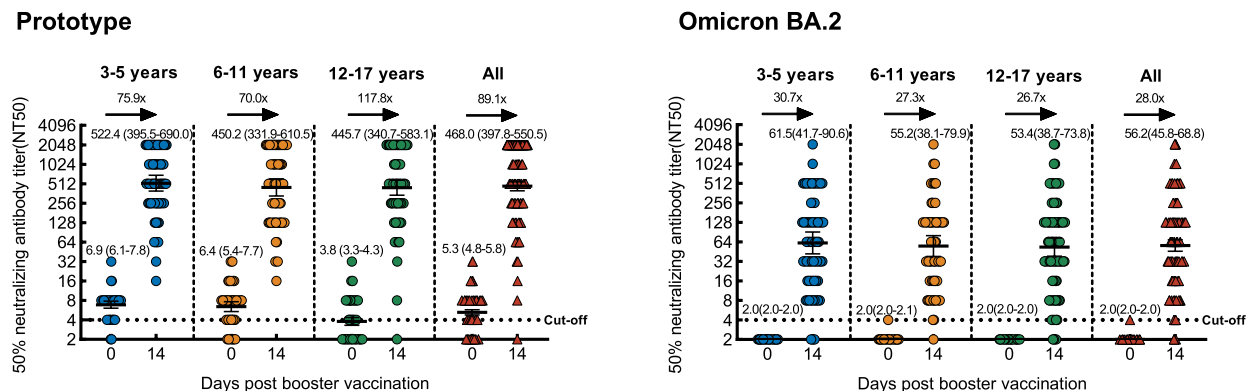 Prototype
3-5 years 6-11 years 12-17 years All
75.9x 70.0x 117.8x 89.1x
50% neutralizing antibody titer(NT50)
4096
2048
1024
512
256
128
64
32
16
8
4
2
522.4 (395.5-690.0) 450.2 (331.9-610.5) 445.7 (340.7-583.1) 468.0 (397.8-550.5)
6.9 (6.1-7.8) 6.4 (5.4-7.7) 3.8 (3.3-4.3) 5.3 (4.8-5.8)
Cut-off
0 14 0 14 0 14 0 14
Days post booster vaccination
Omicron BA.2
3-5 years 6-11 years 12-17 years All
30.7x 27.3x 26.7x 28.0x
50% neutralizing antibody titer(NT50)
4096
2048
1024
512
256
128
64
32
16
8
4
2
61.5(41.7-90.6) 55.2(38.1-79.9) 53.4(38.7-73.8) 56.2(45.8-68.8)
2.0(2.0-2.0) 2.0(2.0-2.1) 2.0(2.0-2.0) 2.0(2.0-2.0)
Cut-off
0 14 0 14 0 14 0 14
Days post booster vaccination